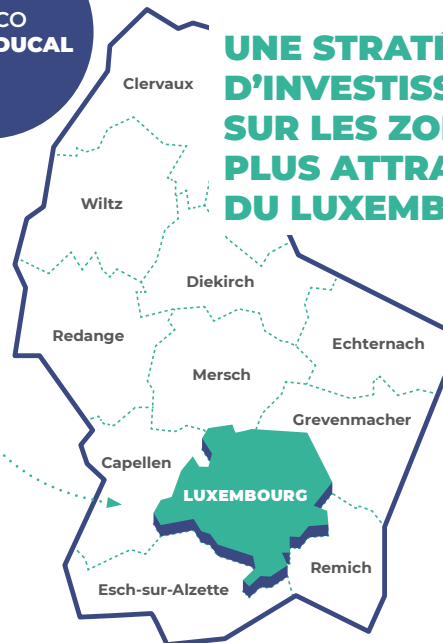 CO
DUCAL
UNE STRATÉ
D’INVESTISS
SUR LES ZO
PLUS ATTRA
DU LUXEMB
Clervaux
Wiltz
Diekirch
Redange
Echternach
Mersch
Grevenmacher
Capellen
LUXEMBOURG
Remich
Esch-sur-Alzette